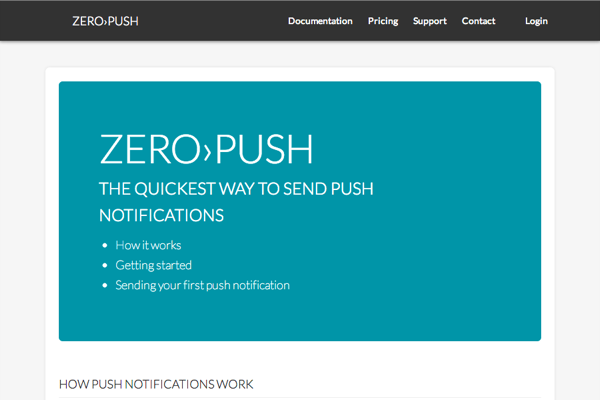 ZERO›PUSH
Documentation Pricing Support Contact Login
ZERO›PUSH
THE QUICKEST WAY TO SEND PUSH
NOTIFICATIONS
• How it works
• Getting started
• Sending your first push notification
HOW PUSH NOTIFICATIONS WORK